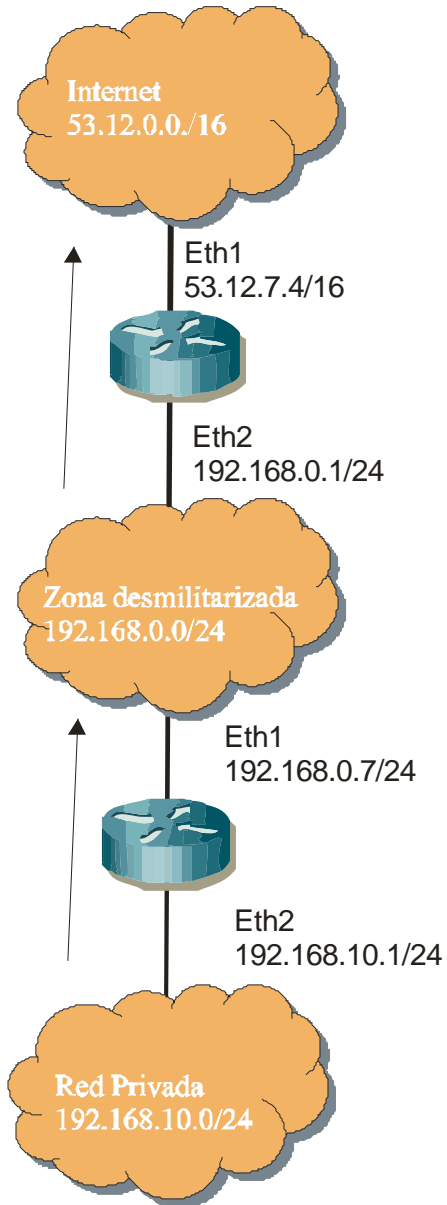 Internet
53.12.0.0./16
Eth1
53.12.7.4/16
Eth2
192.168.0.1/24
Zona desmilitarizada
192.168.0.0/24
Eth1
192.168.0.7/24
Eth2
192.168.10.1/24
Red Privada
192.168.10.0/24